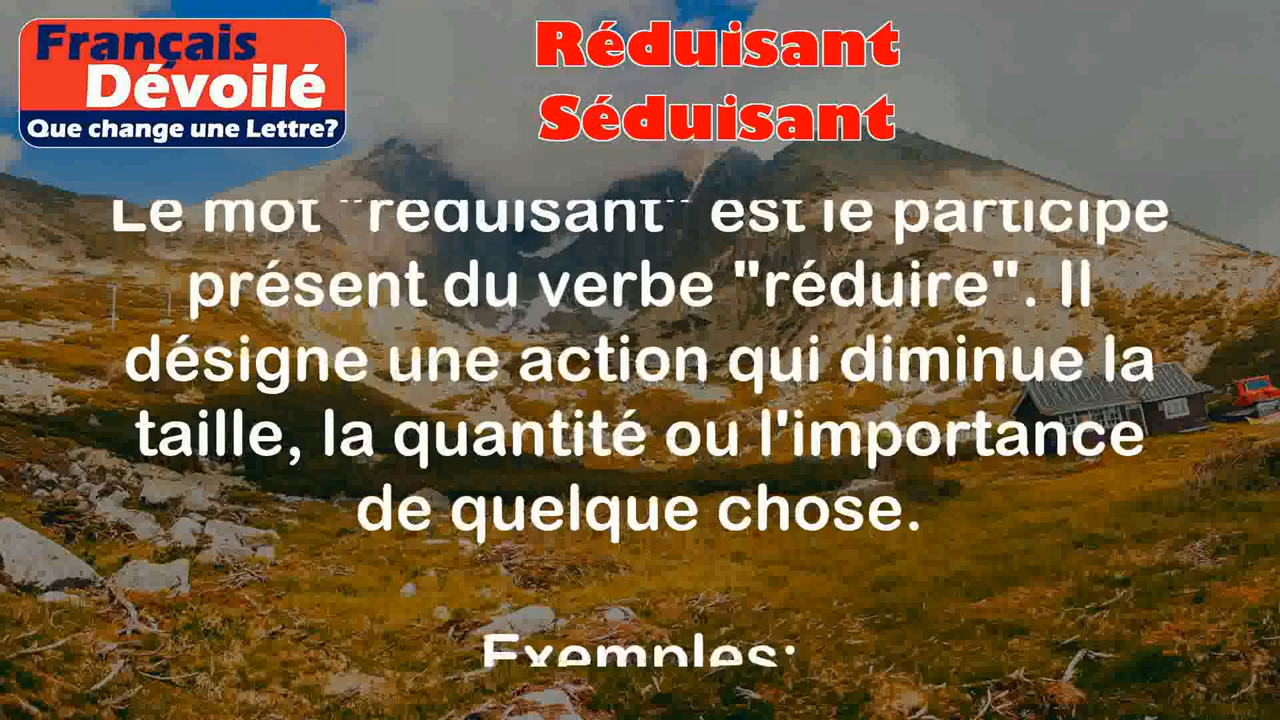 Français
Dévoilé
Que change une Lettre?
Réduisant
Séduisant
Le mot "réduisant" est le participe
présent du verbe "réduire". Il
désigne une action qui diminue la
taille, la quantité ou l'importance
de quelque chose.
Exemples: